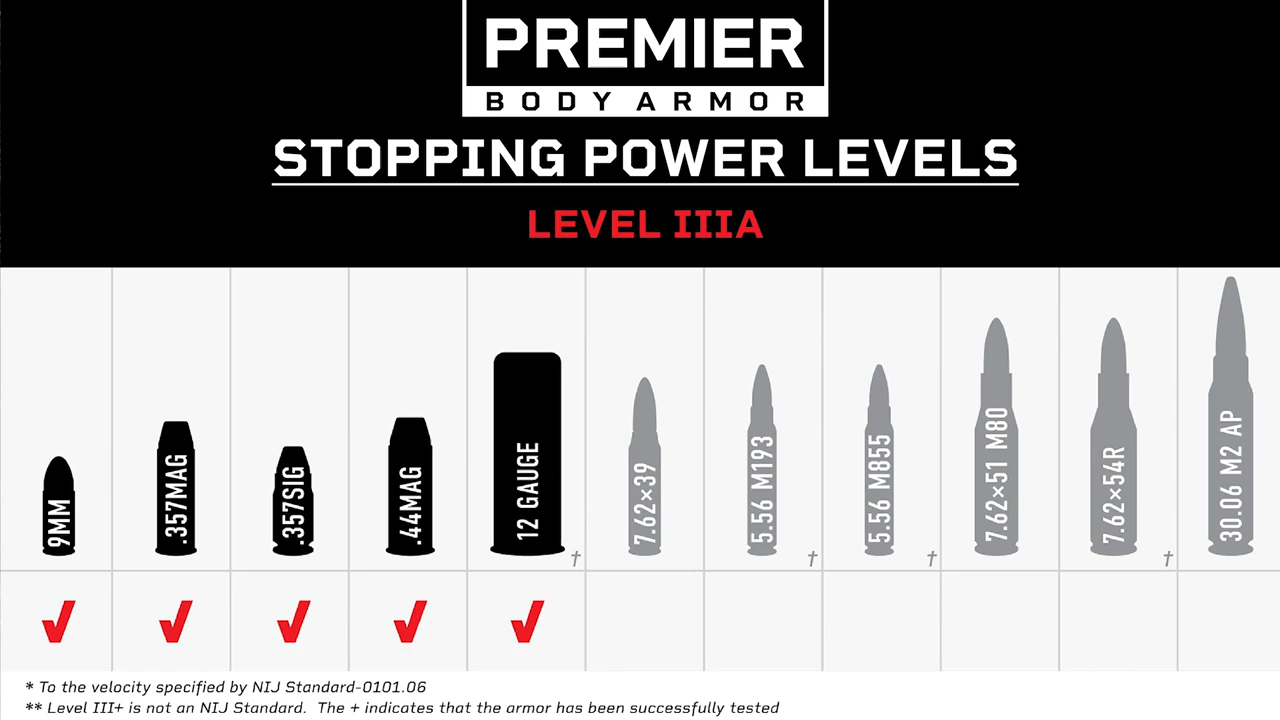 PREMIER
BODY ARMOR
STOPPING POWER LEVELS
LEVEL IIIA
9MM
.357MAG
.357SIG
.44MAG
12 GAUGE
†
7.62×39
5.56 M193
†
5.56 M855
†
7.62×51 M80
7.62×54R
†
30.06 M2 AP
* To the velocity specified by NIJ Standard-0101.06
** Level III+ is not an NIJ Standard. The + indicates that the armor has been successfully tested